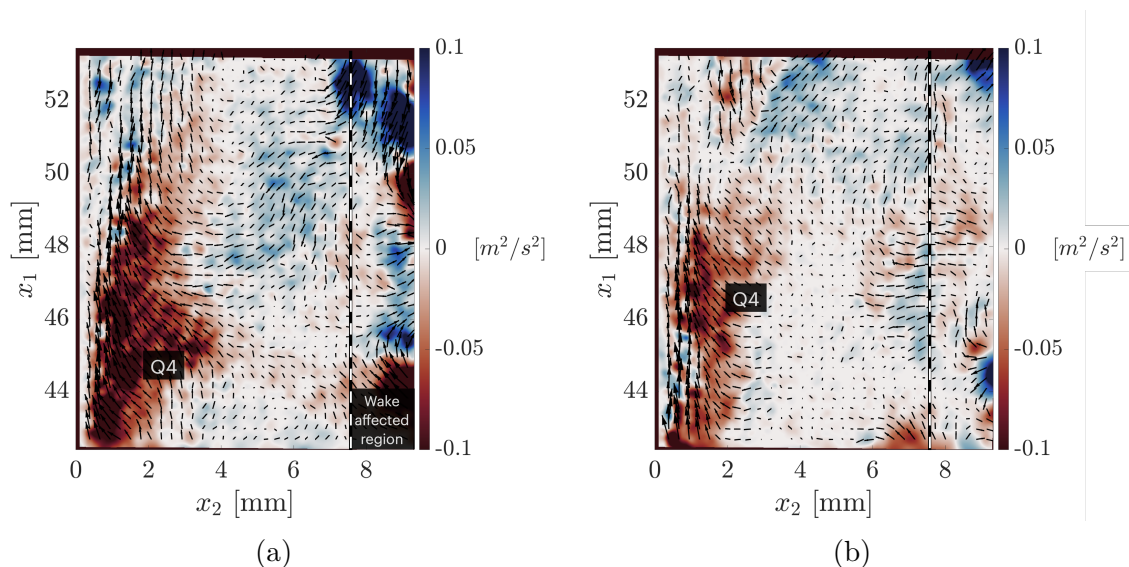 0.1
52
0.05
50
x₁ [mm]
48
0
[m²/s²]
46
-0.05
Q4
44
Wake
affected
region
-0.1
0
2
4
6
8
x₂ [mm]
(a)
0.1
52
0.05
50
x₁ [mm]
48
0
[m²/s²]
Q4
46
-0.05
44
-0.1
0
2
4
6
8
x₂ [mm]
(b)